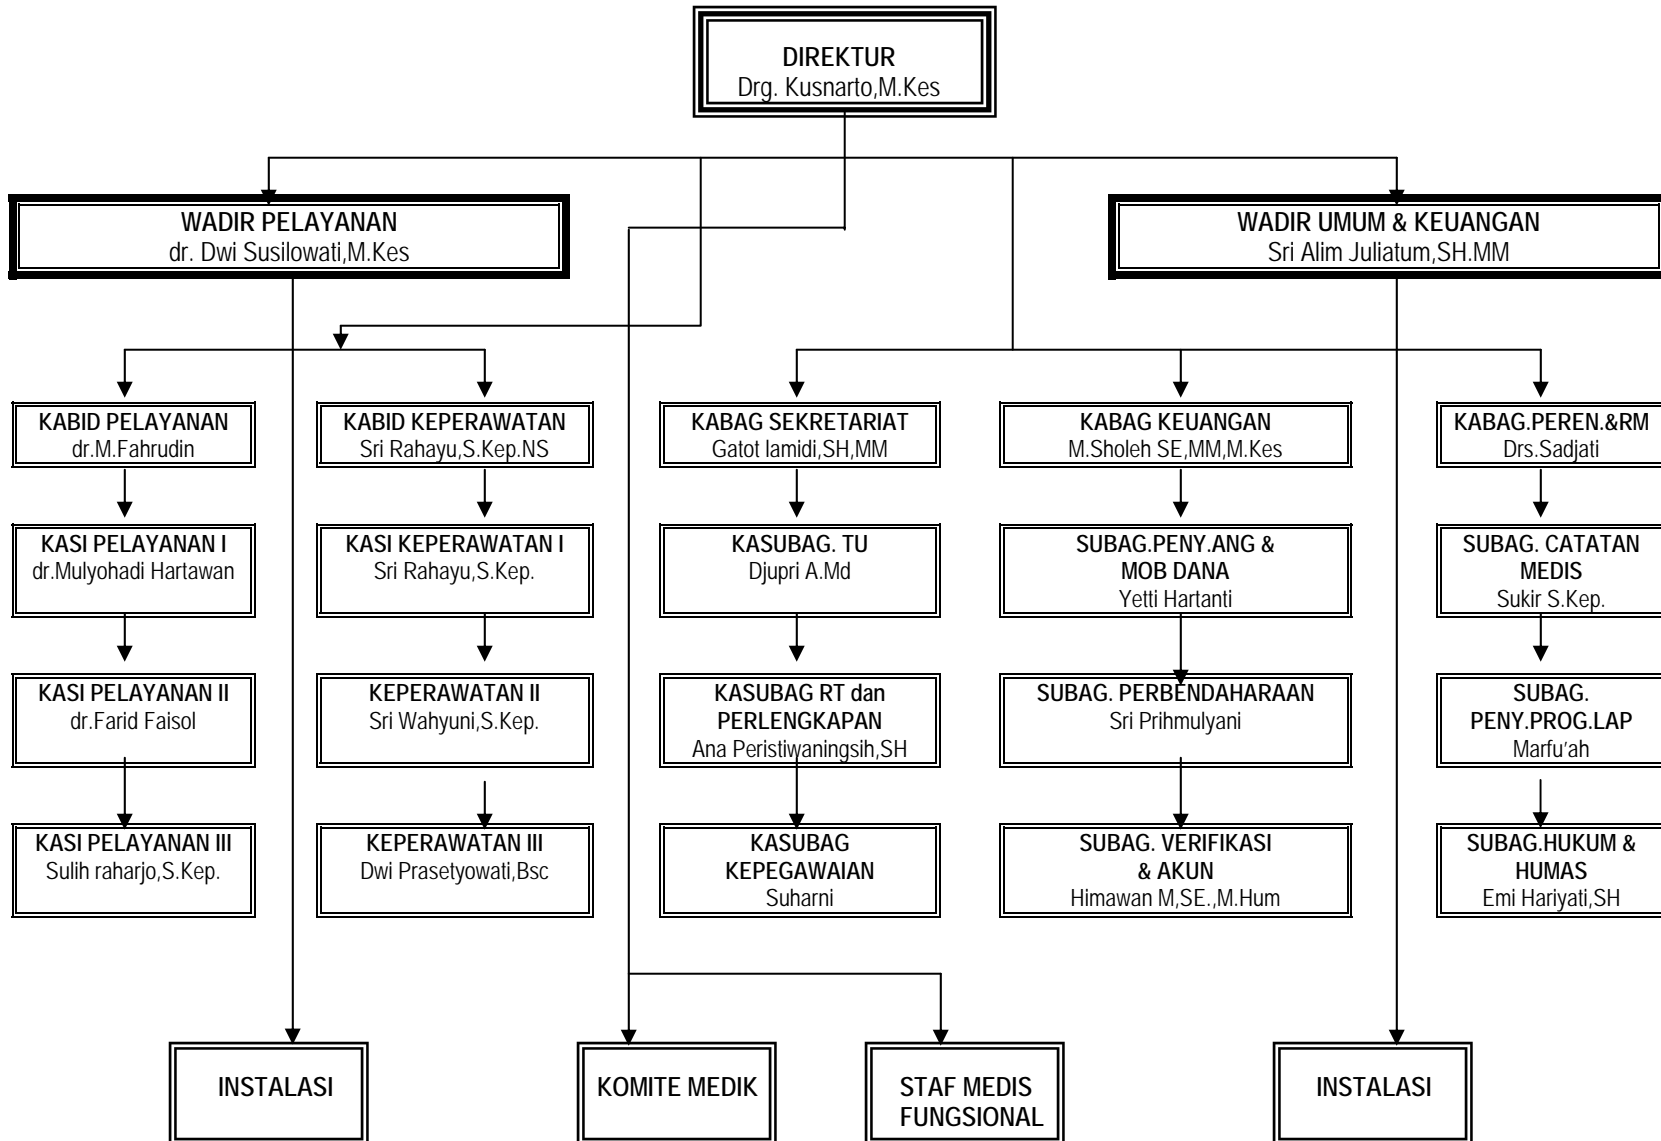 DIREKTUR
Drg. Kusnarto,M.Kes
WADIR PELAYANAN
dr. Dwi Susilowati,M.Kes
WADIR UMUM & KEUANGAN
Sri Alim Juliatum,SH.MM
KABID PELAYANAN
dr.M.Fahrudin
KABID KEPERAWATAN
Sri Rahayu,S.Kep.NS
KABAG SEKRETARIAT
Gatot lamidi,SH,MM
KABAG KEUANGAN
M.Sholeh SE,MM,M.Kes
KABAG.PEREN.&RM
Drs.Sadjati
KASI PELAYANAN I
dr.Mulyohadi Hartawan
KASI KEPERAWATAN I
Sri Rahayu,S.Kep.
KASUBAG. TU
Djupri A.Md
SUBAG.PENY.ANG &
MOB DANA
Yetti Hartanti
SUBAG. CATATAN
MEDIS
Sukir S.Kep.
KASI PELAYANAN II
dr.Farid Faisol
KEPERAWATAN II
Sri Wahyuni,S.Kep.
KASUBAG RT dan
PERLENGKAPAN
Ana Peristiwaningsih,SH
SUBAG. PERBENDAHARAAN
Sri Prihmulyani
SUBAG.
PENY.PROG.LAP
Marfu’ah
KASI PELAYANAN III
Sulih raharjo,S.Kep.
KEPERAWATAN III
Dwi Prasetyowati,Bsc
KASUBAG
KEPEGAWAIAN
Suharni
SUBAG. VERIFIKASI
& AKUN
Himawan M,SE.,M.Hum
SUBAG.HUKUM &
HUMAS
Emi Hariyati,SH
INSTALASI
KOMITE MEDIK
STAF MEDIS
FUNGSIONAL
INSTALASI